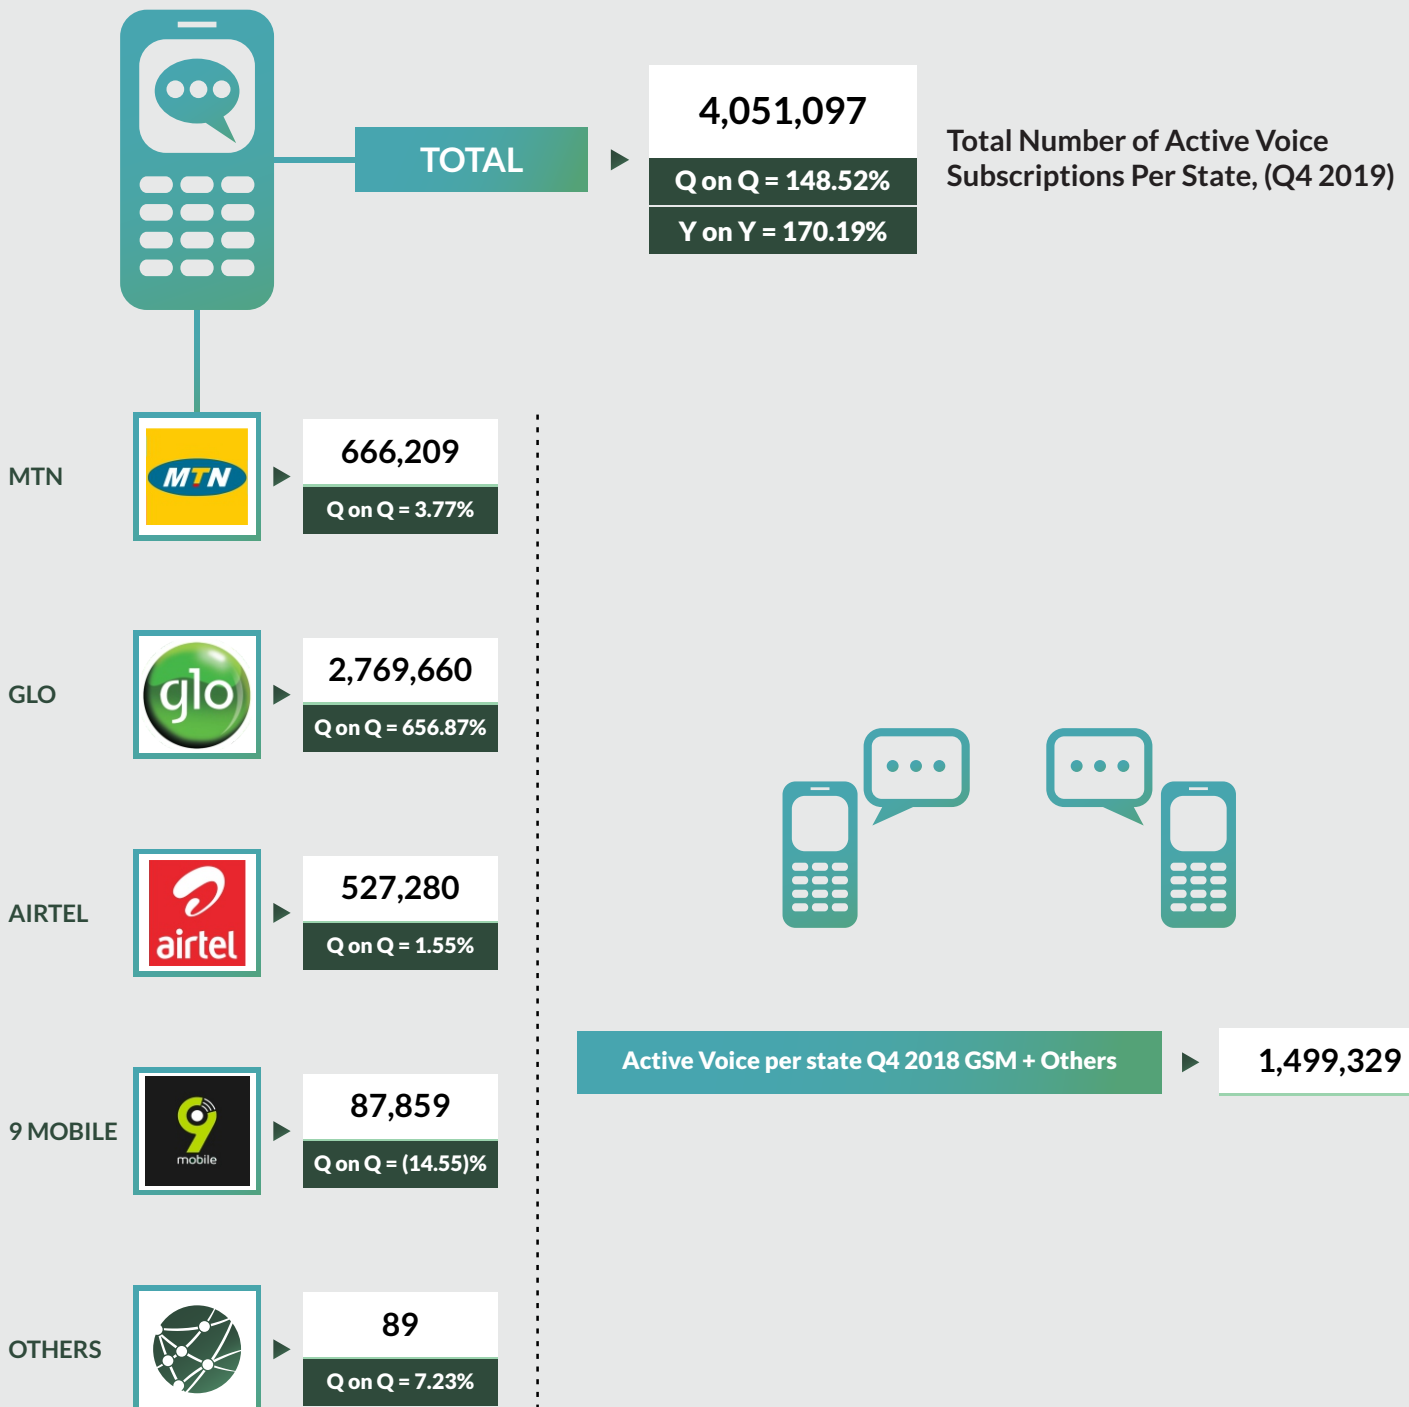 TOTAL
4,051,097
Q on Q = 148.52%
Y on Y = 170.19%
Total Number of Active Voice
Subscriptions Per State, (Q4 2019)
MTN
MTN
666,209
Q on Q = 3.77%
GLO
glo
2,769,660
Q on Q = 656.87%
AIRTEL
airtel
527,280
Q on Q = 1.55%
Active Voice per state Q4 2018 GSM + Others
1,499,329
9 MOBILE
9
mobile
87,859
Q on Q = (14.55)%
OTHERS
89
Q on Q = 7.23%